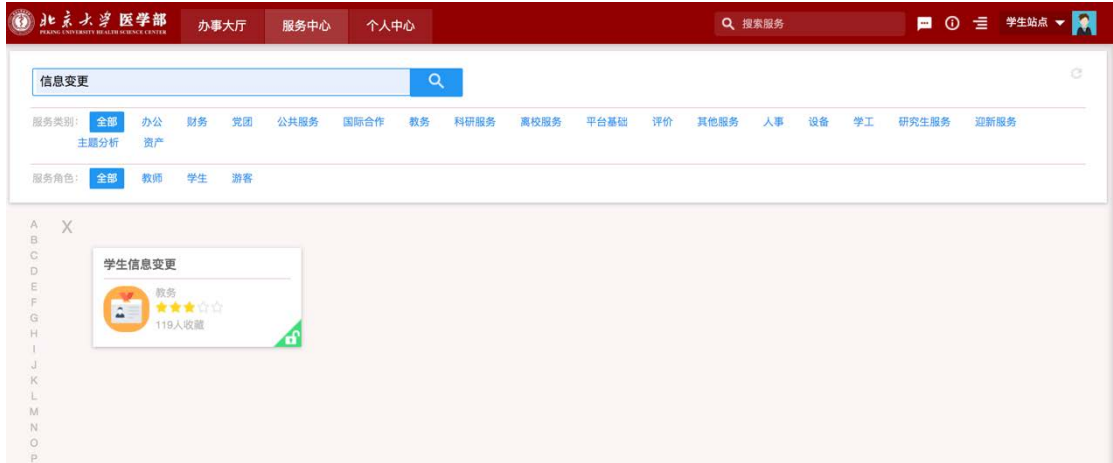 北京大学 医学部
PEKING UNIVERSITY HEALTH SCIENCE CENTER
办事大厅 服务中心 个人中心 搜索服务 学生站点
信息变更
服务类别: 全部 办公 财务 党团 公共服务 国际合作 教务 科研服务 离校服务 平台基础 评价 其他服务 人事 设备 学工 研究生服务 迎新服务
主题分析 资产
服务角色: 全部 教师 学生 游客
A
B
C
D
E
F
G
H
I
J
K
L
M
N
O
P
X
学生信息变更
教务
119人收藏